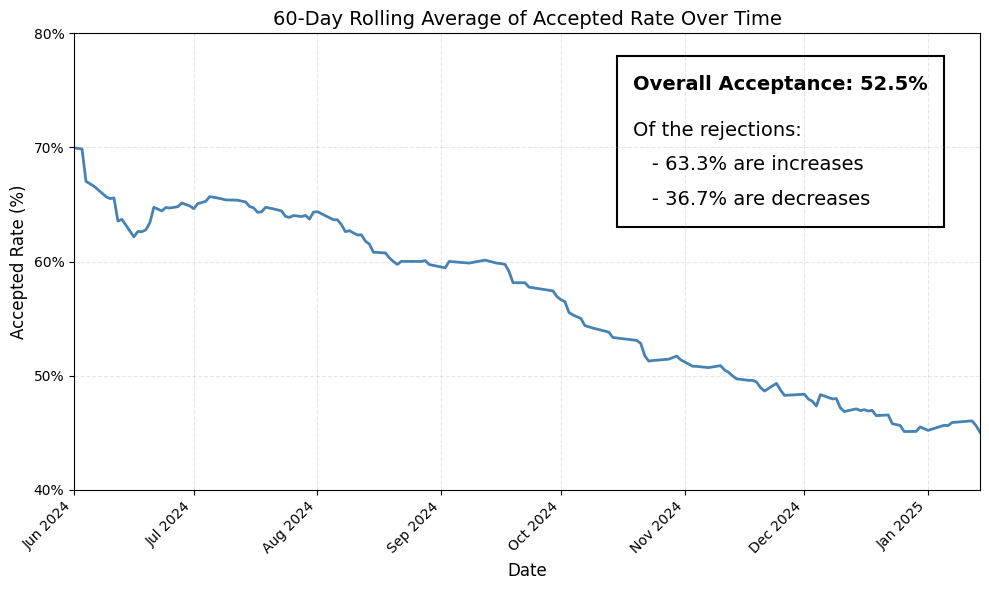 60-Day Rolling Average of Accepted Rate Over Time
80%
Overall Acceptance: 52.5%
Of the rejections:
- 63.3% are increases
- 36.7% are decreases
70%
60%
50%
40%
Accepted Rate (%)
Jun 2024
Jul 2024
Aug 2024
Sep 2024
Oct 2024
Nov 2024
Dec 2024
Jan 2025
Date